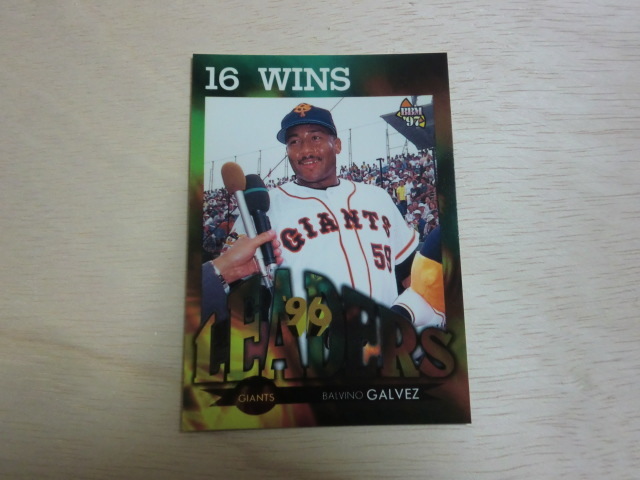 16 WINS
BBM
'97
GIANTS
59
'96
LEADERS
GIANTS
BALVINO GALVEZ